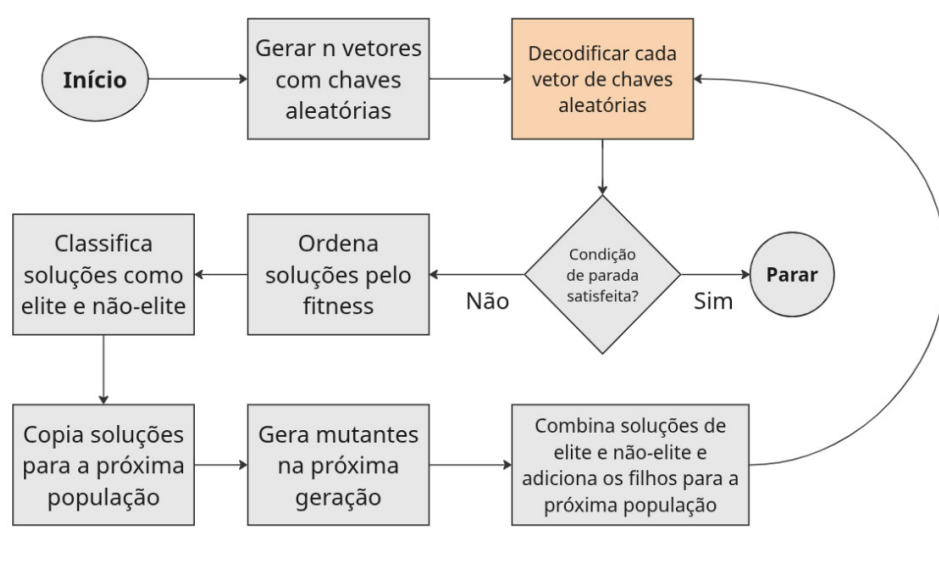 Início
Gerar n vetores
com chaves
aleatórias
Decodificar cada
vetor de chaves
aleatórias
Condição
de parada
satisfeita?
Sim
Parar
Não
Ordena
soluções pelo
fitness
Classifica
soluções como
elite e não-elite
Copia soluções
para a próxima
população
Gera mutantes
na próxima
geração
Combina soluções de
elite e não-elite e
adiciona os filhos para a
próxima população